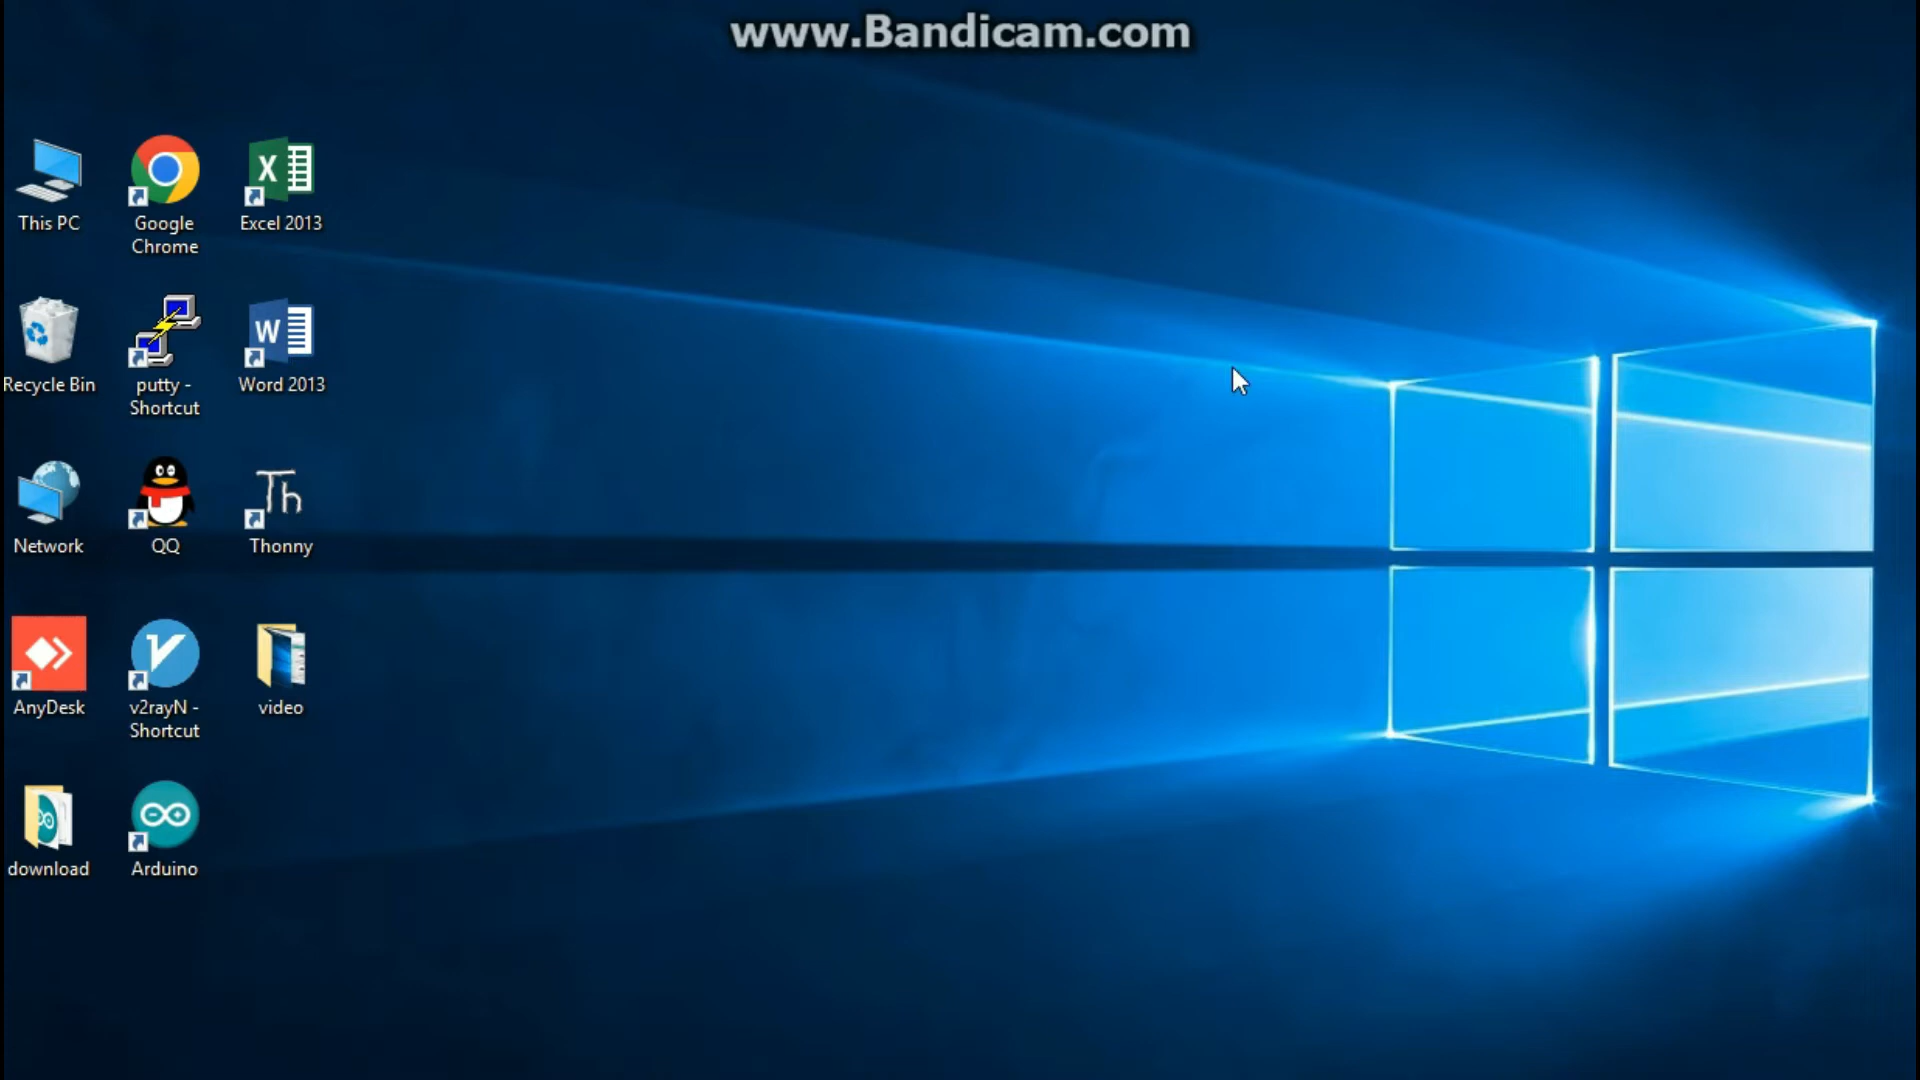 www.Bandicam.com
This PC
Google
Chrome
Excel 2013
Recycle Bin
putty -
Shortcut
Word 2013
Network
QQ
Thonny
AnyDesk
v2rayN -
Shortcut
video
download
Arduino